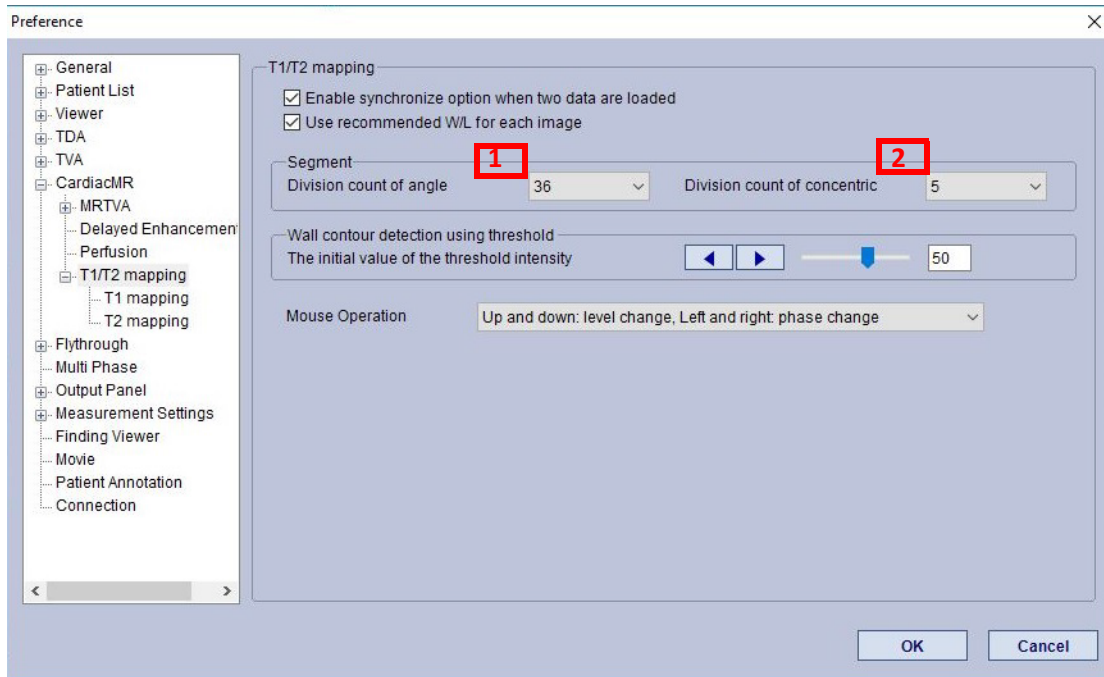 Preference
General
Patient List
Viewer
TDA
TVA
CardiacMR
MRTVA
Delayed Enhancemen
Perfusion
T1/T2 mapping
T1 mapping
T2 mapping
Flythrough
Multi Phase
Output Panel
Measurement Settings
Finding Viewer
Movie
Patient Annotation
Connection
T1/T2 mapping
Enable synchronize option when two data are loaded
Use recommended W/L for each image
1
2
Segment
Division count of angle 36 Division count of concentric 5
Wall contour detection using threshold
The initial value of the threshold intensity 50
Mouse Operation Up and down: level change, Left and right: phase change
OK Cancel